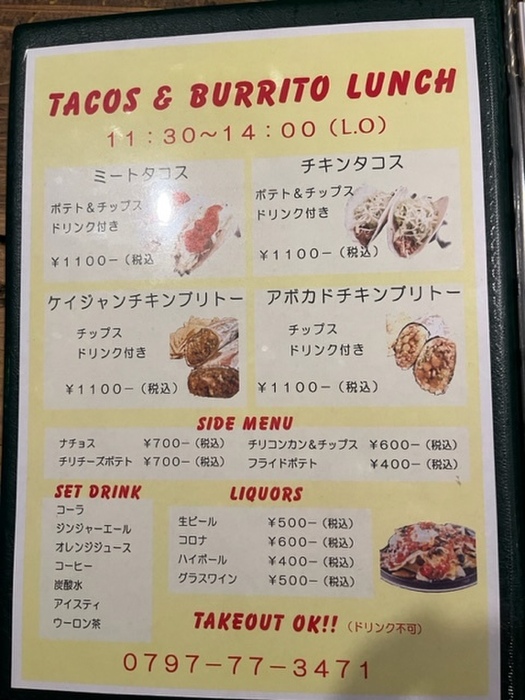 TACOS & BURRITO LUNCH
11：30～14：00（L.O）
ミートタコス
ポテト＆チップス
ドリンク付き
￥1100－（税込
チキンタコス
ポテト＆チップス
ドリンク付き
￥1100－（税込）
ケイジャンチキンブリトー
チップス
ドリンク付き
￥1100－（税込）
アボカドチキンブリトー
チップス
ドリンク付き
￥1100－（税込）
SIDE MENU
ナチョス ￥700－（税込）
チリコンカン＆チップス ￥600－（税込）
チリチーズポテト ￥700－（税込）
フライドポテト ￥400－（税込）
SET DRINK
コーラ
ジンジャーエール
オレンジジュース
コーヒー
炭酸水
アイスティ
ウーロン茶
LIQUORS
生ビール ￥500－（税込）
コロナ ￥600－（税込）
ハイボール ￥400－（税込）
グラスワイン ￥500－（税込）
TAKEOUT OK!!（ドリンク不可）
0797－77－3471